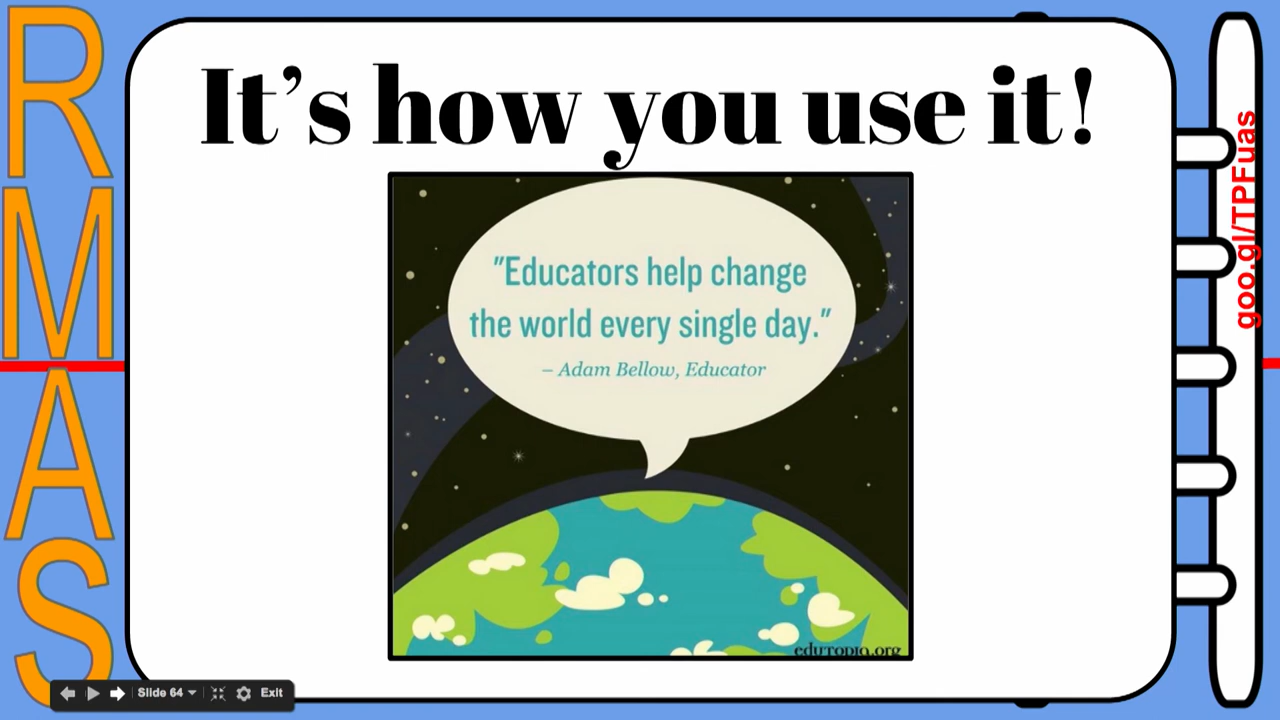 RMAS
It's how you use it!
"Educators help change
the world every single day."
– Adam Bellow, Educator
edutopia.org
goo.gl/TPFuas
Slide 64
Exit